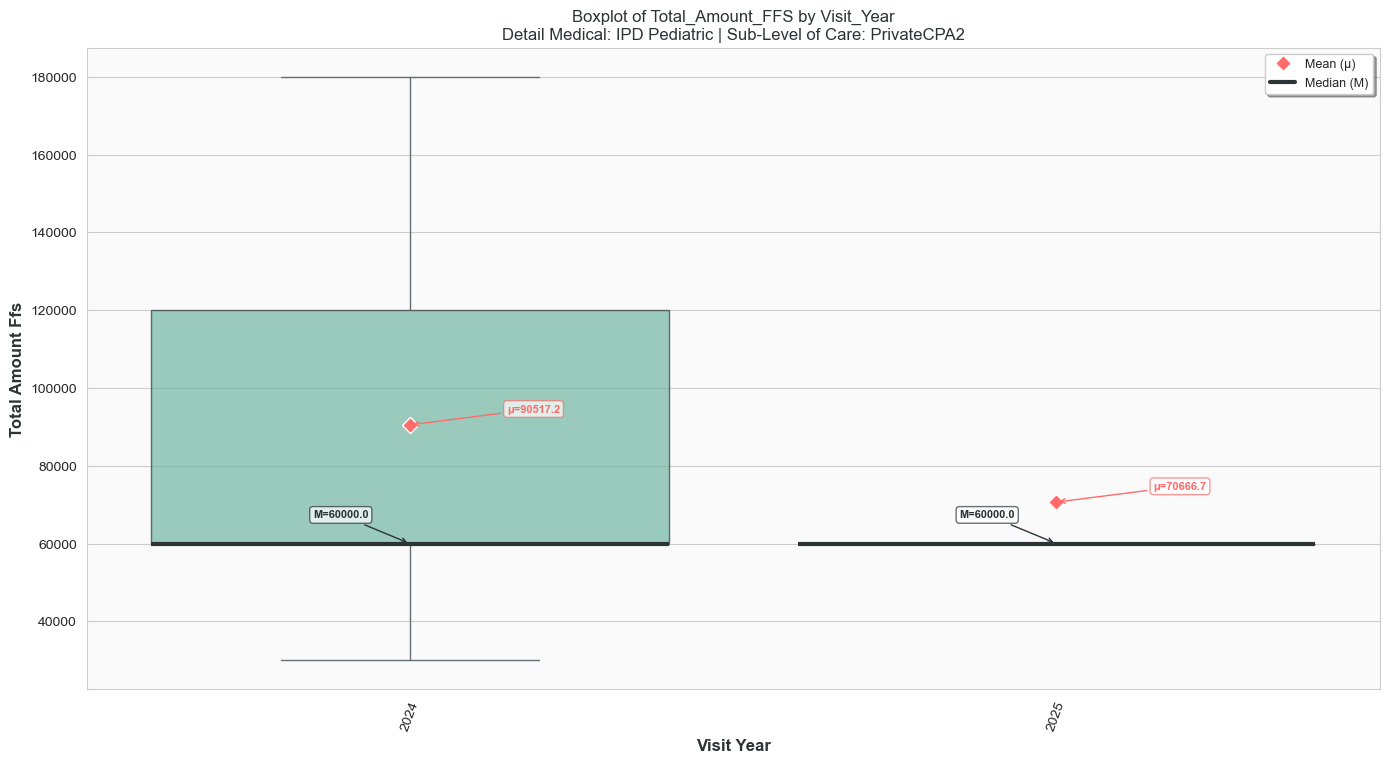 Boxplot of Total_Amount_FFS by Visit_Year
Detail Medical: IPD Pediatric | Sub-Level of Care: PrivateCPA2
Mean (μ)
Median (M)
Total Amount Ffs
180000
160000
140000
120000
100000
80000
60000
40000
μ=90517.2
M=60000.0
μ=70666.7
M=60000.0
2024
2025
Visit Year